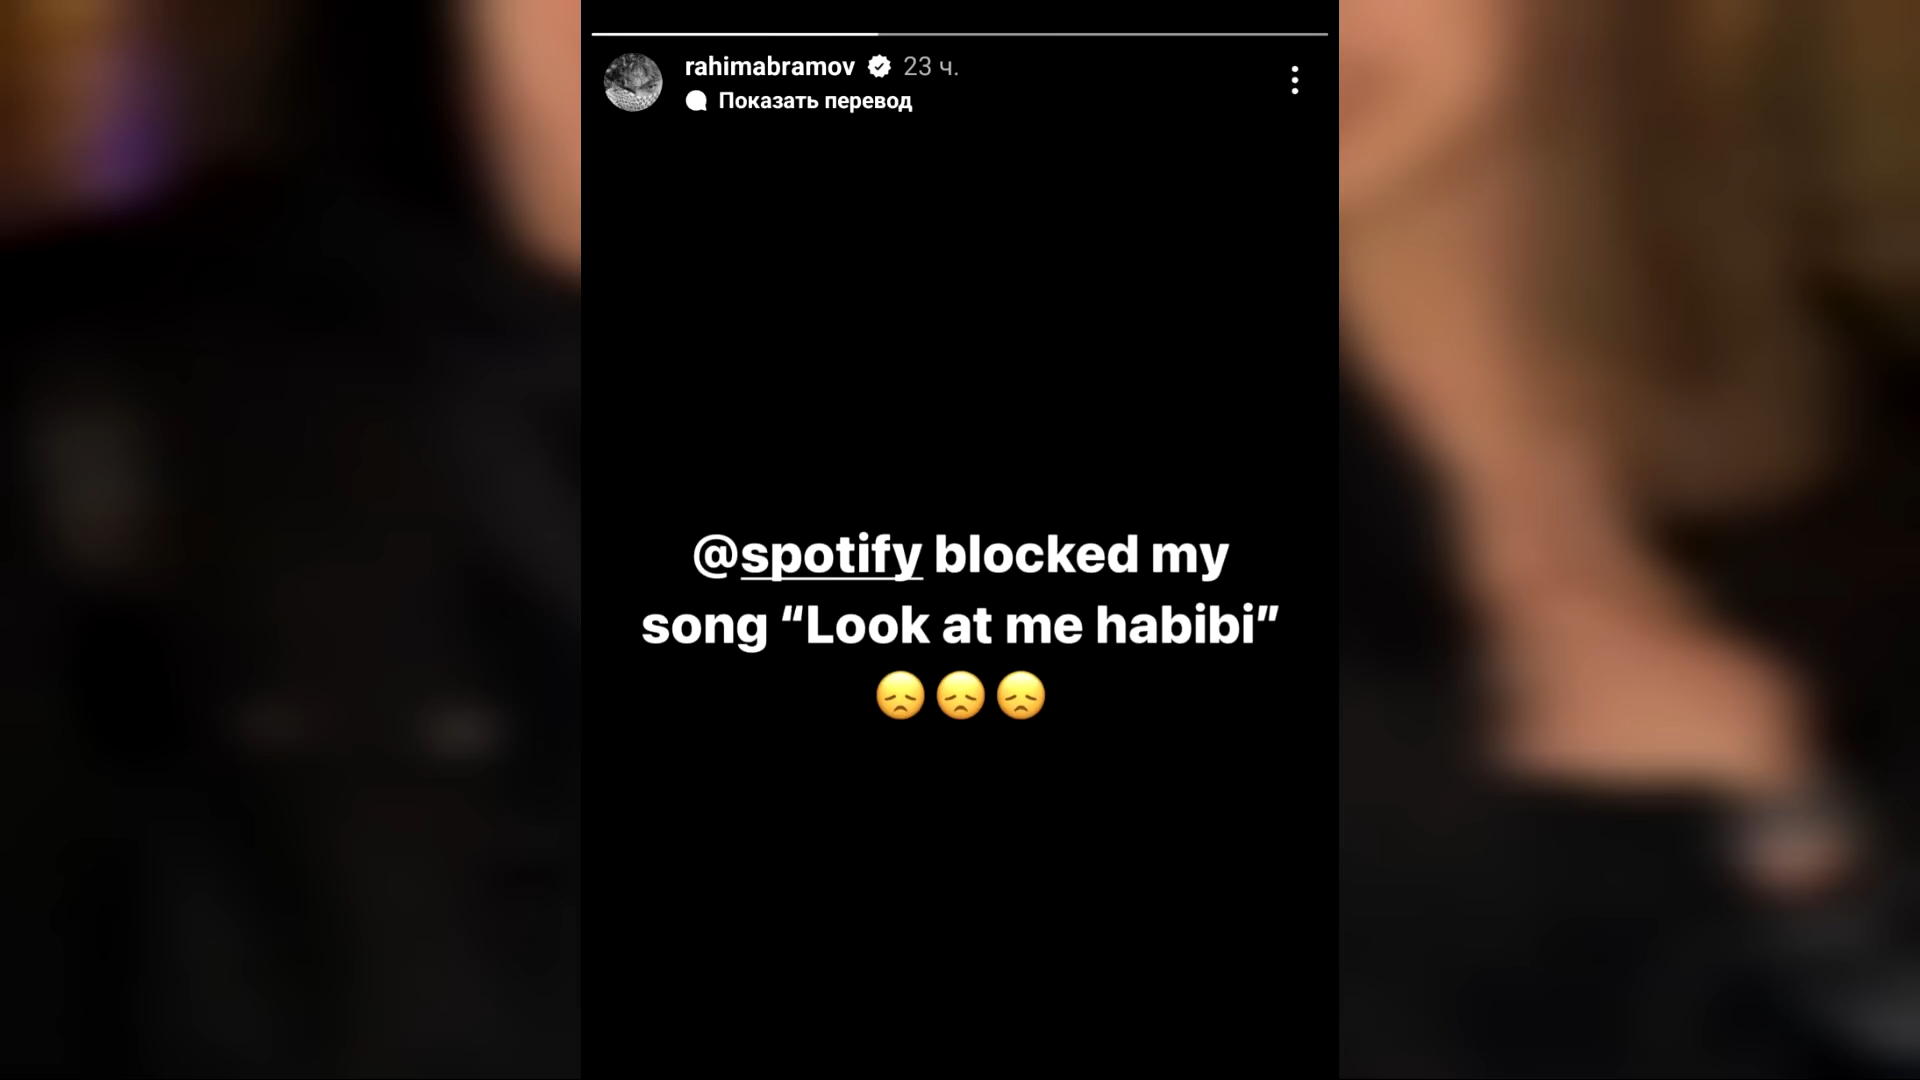 rahimabramov 23 ч.
Показать перевод
@spotify blocked my
song “Look at me habibi”
😞😞😞